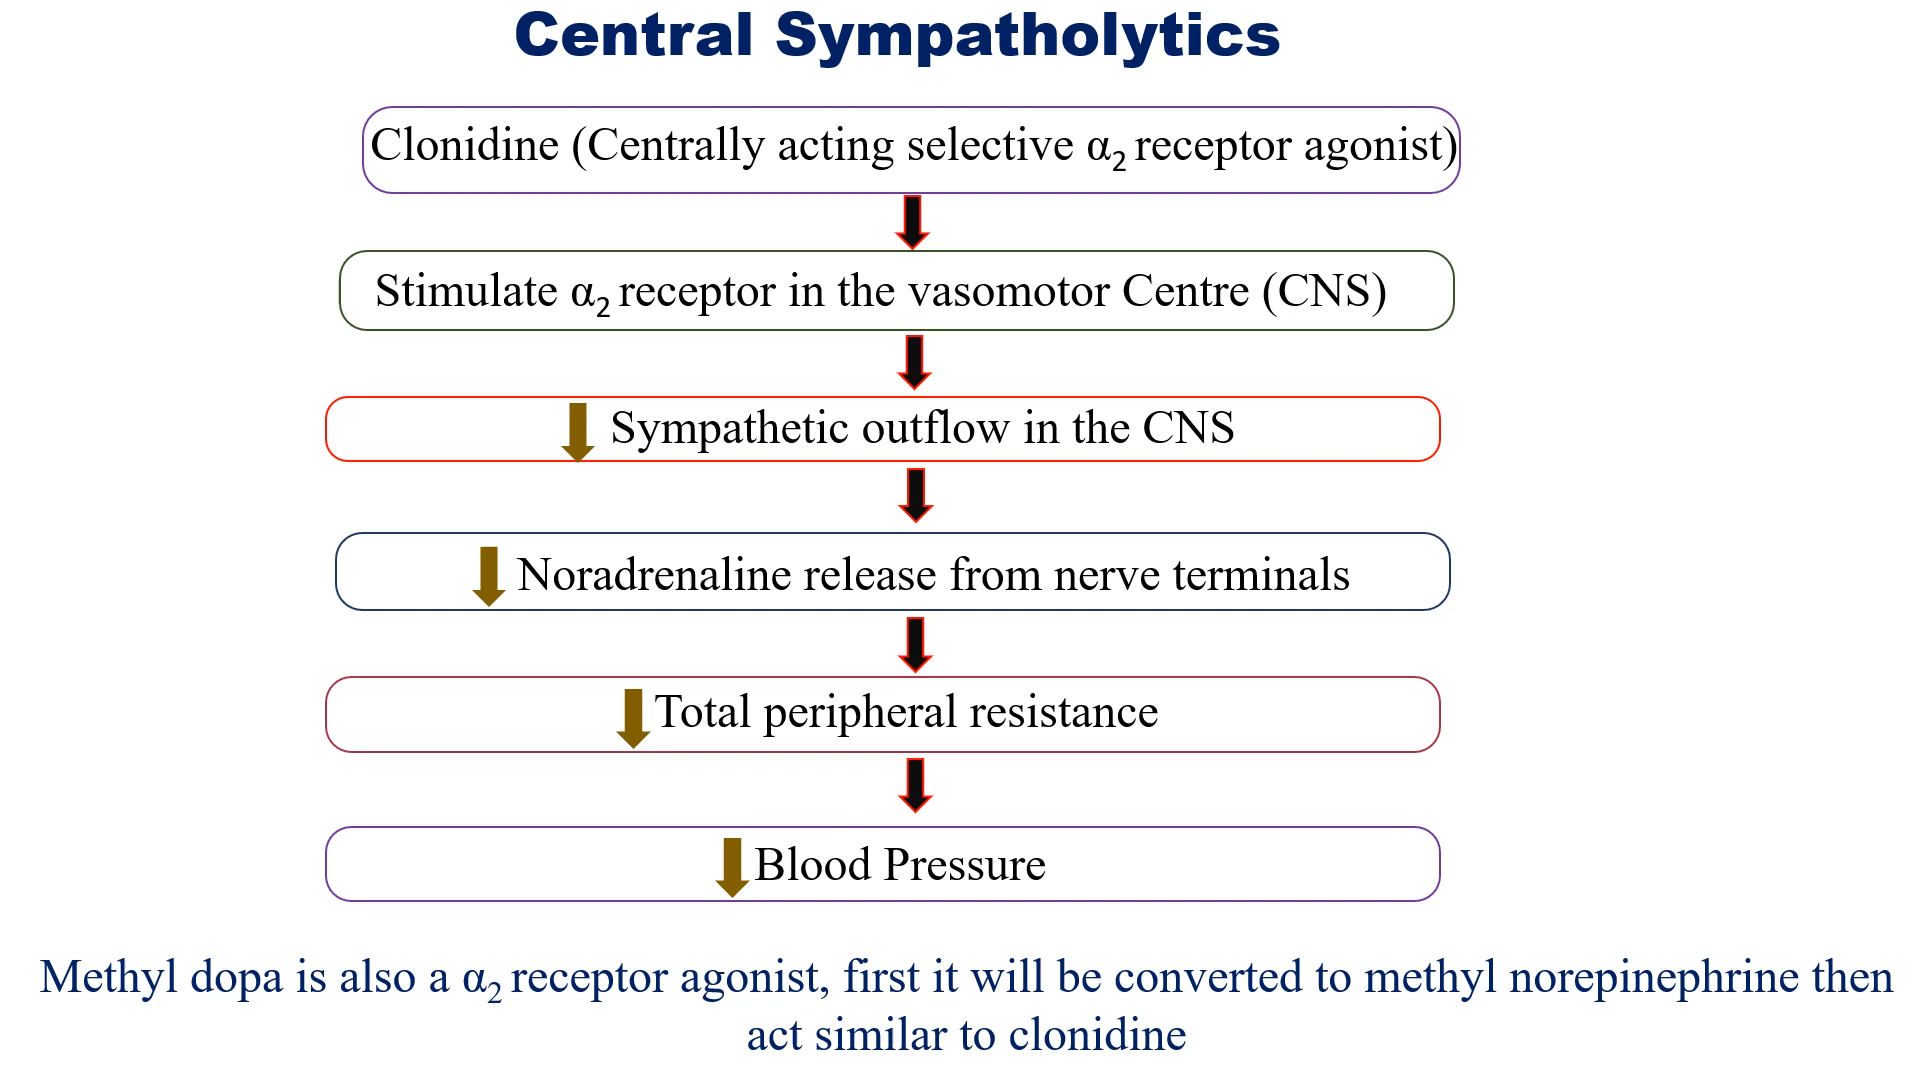 Central Sympatholytics
Clonidine (Centrally acting selective α₂ receptor agonist)
Stimulate α₂ receptor in the vasomotor Centre (CNS)
Sympathetic outflow in the CNS
Noradrenaline release from nerve terminals
Total peripheral resistance
Blood Pressure
Methyl dopa is also a α₂ receptor agonist, first it will be converted to methyl norepinephrine then
act similar to clonidine